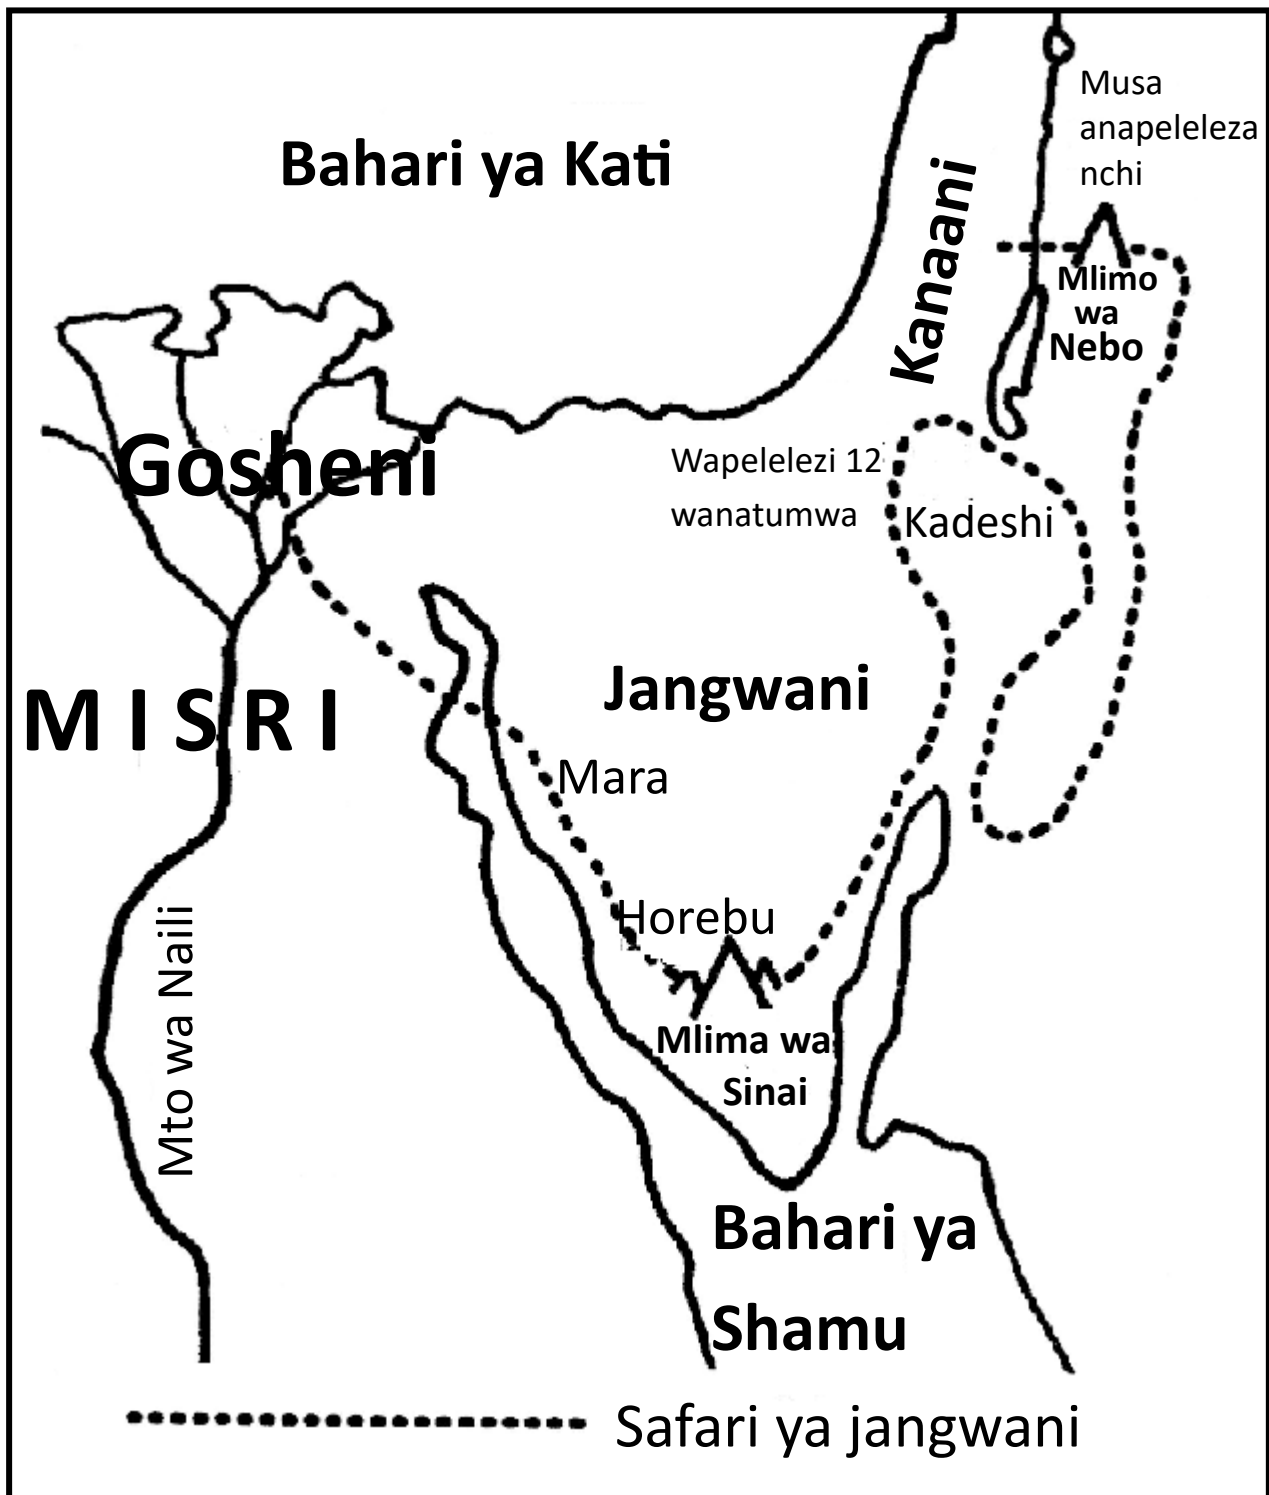 Musa
anapeleleza
nchi
Bahari ya Kati
Kanaani
Mlimo
wa
Nebo
Gosheni
Wapelelezi 12
wanatumwa
Kadeshi
Jangwani
MISRI
Mara
Horebu
Mto wa Naili
Mlima wa
Sinai
Bahari ya
Shamu
Safari ya jangwani